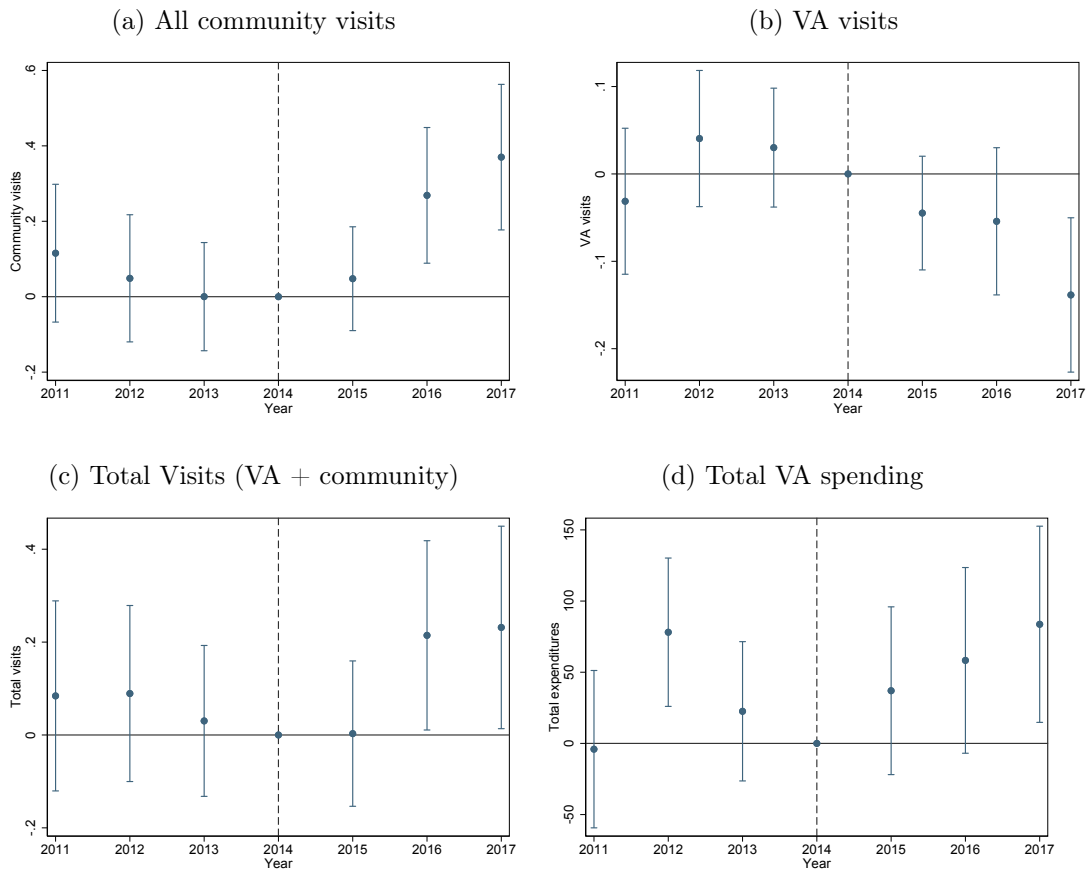 (a) All community visits
(b) VA visits
Community visits
-.2
0
.2
.4
.6
2011 2012 2013 2014 2015 2016 2017
Year
VA visits
-.2
-.1
0
.1
2011 2012 2013 2014 2015 2016 2017
Year
(c) Total Visits (VA + community)
(d) Total VA spending
Total visits
-.2
0
.2
.4
2011 2012 2013 2014 2015 2016 2017
Year
Total expenditures
-50
0
50
100
150
2011 2012 2013 2014 2015 2016 2017
Year